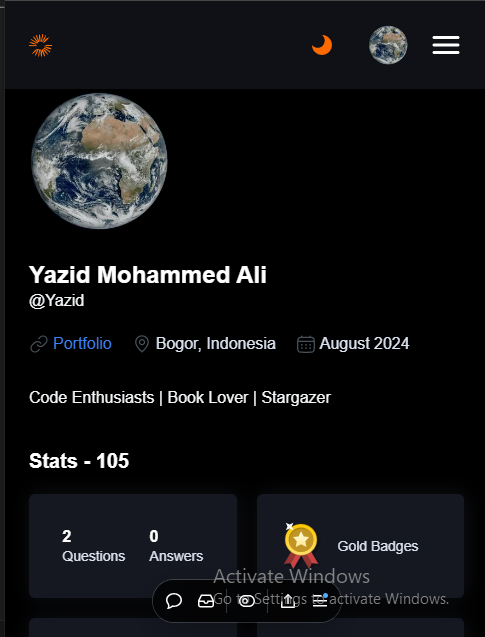 Yazid Mohammed Ali
@Yazid
Portfolio Bogor, Indonesia August 2024
Code Enthusiasts | Book Lover | Stargazer
Stats - 105
2 0
Questions Answers
Gold Badges
Activate Windows
Go to Settings to activate Windows.